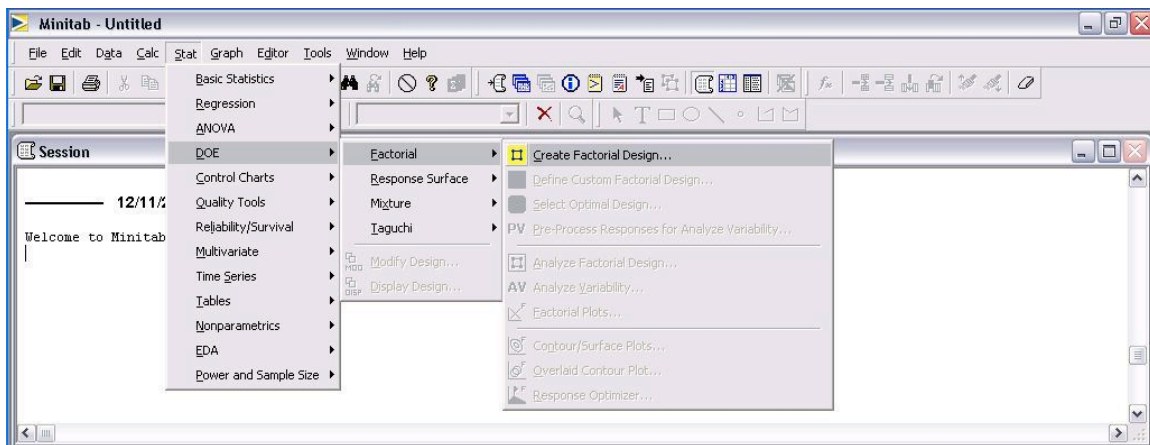 Minitab - Untitled
File Edit Data Calc Stat Graph Editor Tools Window Help
Basic Statistics
Regression
ANOVA
DOE
Control Charts
Quality Tools
Reliability/Survival
Multivariate
Time Series
Tables
Nonparametrics
EDA
Power and Sample Size
Factorial
Response Surface
Mixture
Taguchi
Modify Design...
Display Design...
Create Factorial Design...
Define Custom Factorial Design...
Select Optimal Design...
PV Pre-Process Responses for Analyze Variability...
Analyze Factorial Design...
AV Analyze Variability...
Factorial Plots...
Contour/Surface Plots...
Overlaid Contour Plot...
Response Optimizer...
Session
12/11/2
Welcome to Minitab